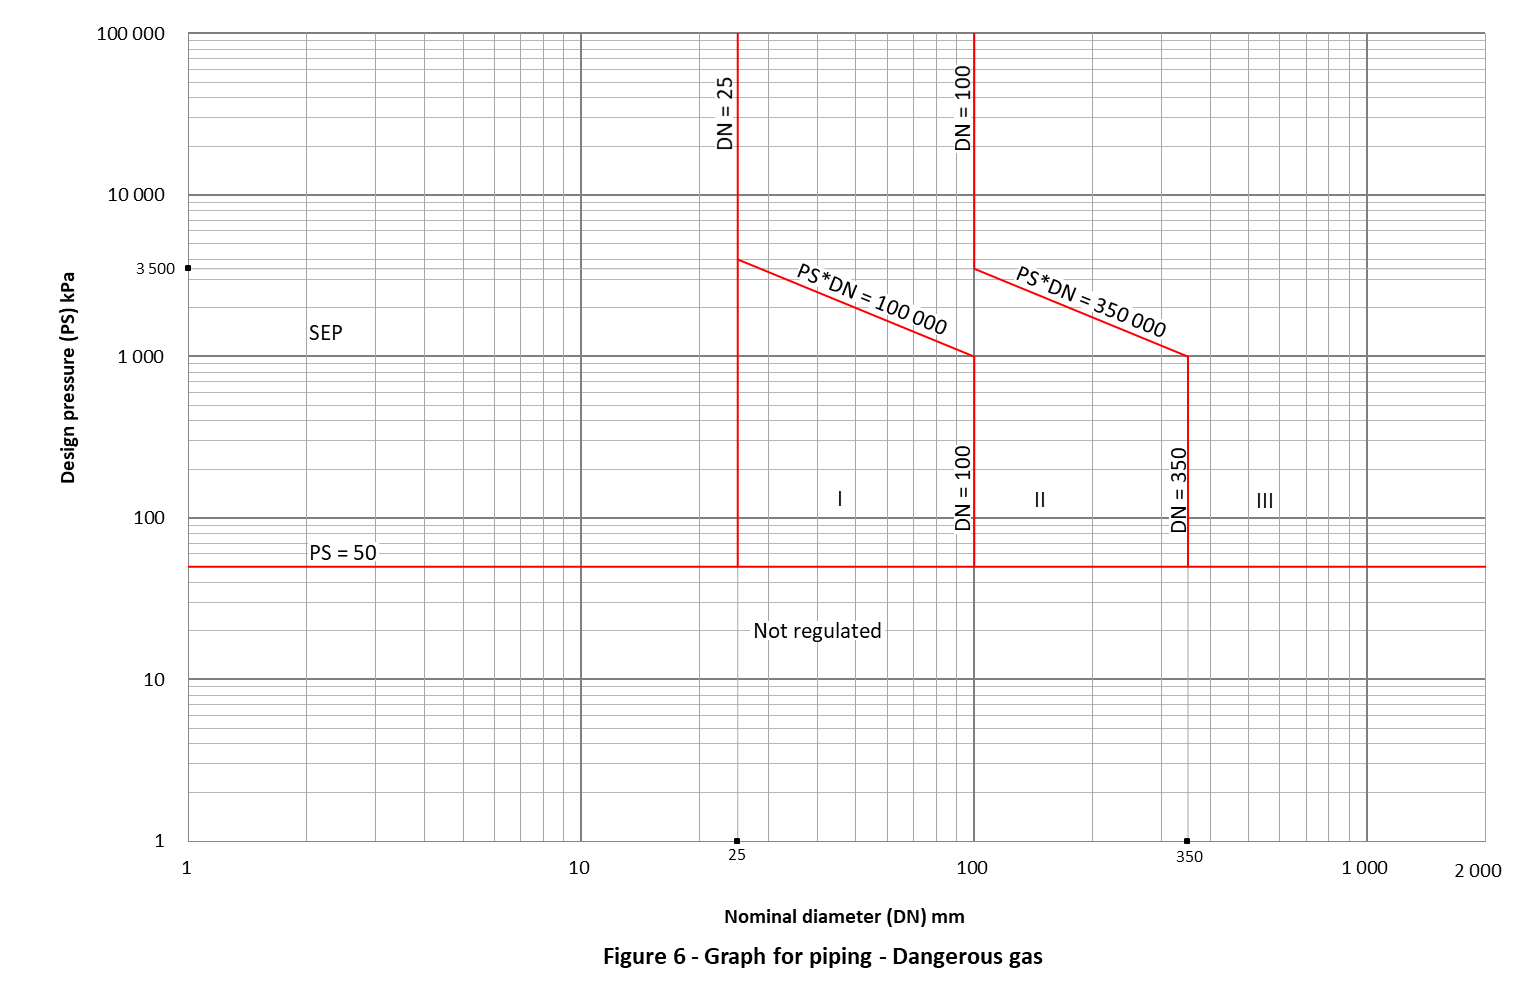 100 000
DN = 25
DN = 100
10 000
3 500
PS*DN = 100 000
PS*DN = 350 000
SEP
1 000
Design pressure (PS) kPa
DN = 100
DN = 350
I
II
III
100
PS = 50
Not regulated
10
1
1
10
25
100
350
1 000
2 000
Nominal diameter (DN) mm
Figure 6 - Graph for piping - Dangerous gas